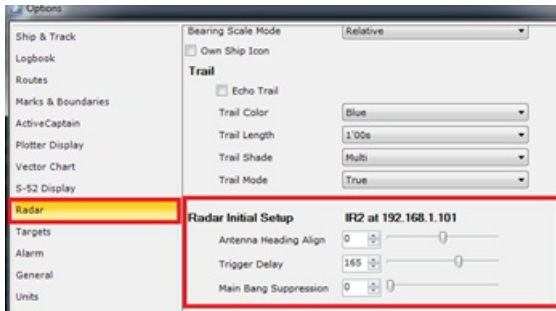 Options
Ship & Track
Logbook
Routes
Marks & Boundaries
ActiveCaptain
Plotter Display
Vector Chart
S-52 Display
Radar
Targets
Alarm
General
Units
Bearing Scale Mode Relative
Own Ship Icon
Trail
Echo Trail
Trail Color Blue
Trail Length 1'00s
Trail Shade Multi
Trail Mode True
Radar Initial Setup IR2 at 192.168.1.101
Antenna Heading Align 0
Trigger Delay 165
Main Bang Suppression 0